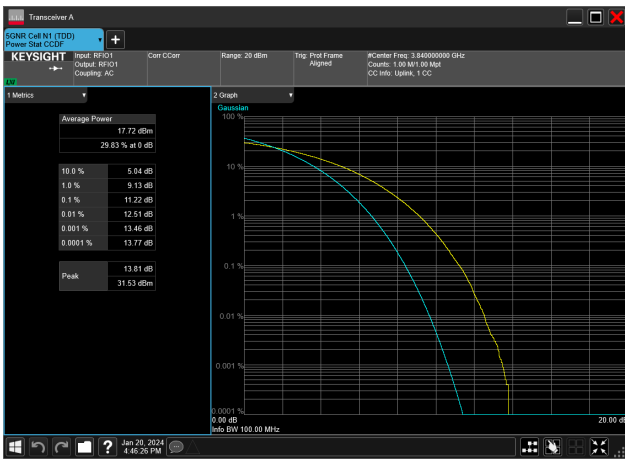 Transceiver A
5GNR Cell N1 (TDD)
Power Stat CCDF
KEYSIGHT
Input: RFIO1
Output: RFIO1
Coupling: AC
Corr CCorr
Range: 20 dBm
Trig: Prot Frame
Aligned
#Center Freq: 3.840000000 GHz
Counts: 1.00 M/1.00 Mpt
CC Info: Uplink, 1 CC
1 Metrics
Average Power
17.72 dBm
29.83 % at 0 dB
10.0 % 5.04 dB
1.0 % 9.13 dB
0.1 % 11.22 dB
0.01 % 12.51 dB
0.001 % 13.46 dB
0.0001 % 13.77 dB
Peak
13.81 dB
31.53 dBm
2 Graph
Gaussian
100 %
10 %
1 %
0.1 %
0.01 %
0.001 %
0.0001 %
0.00 dB
20.00 dB
Info BW 100.00 MHz
Jan 20, 2024
4:46:26 PM